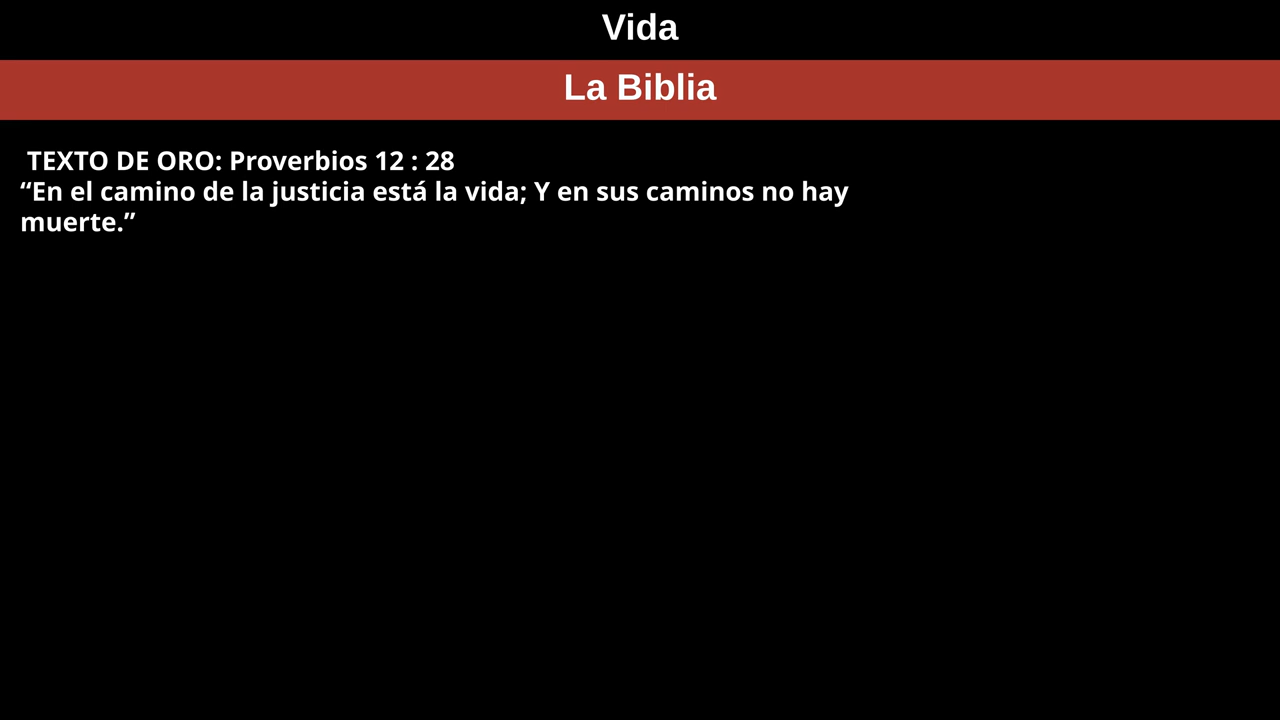 Vida
La Biblia
TEXTO DE ORO: Proverbios 12 : 28
“En el camino de la justicia está la vida; Y en sus caminos no hay
muerte.”